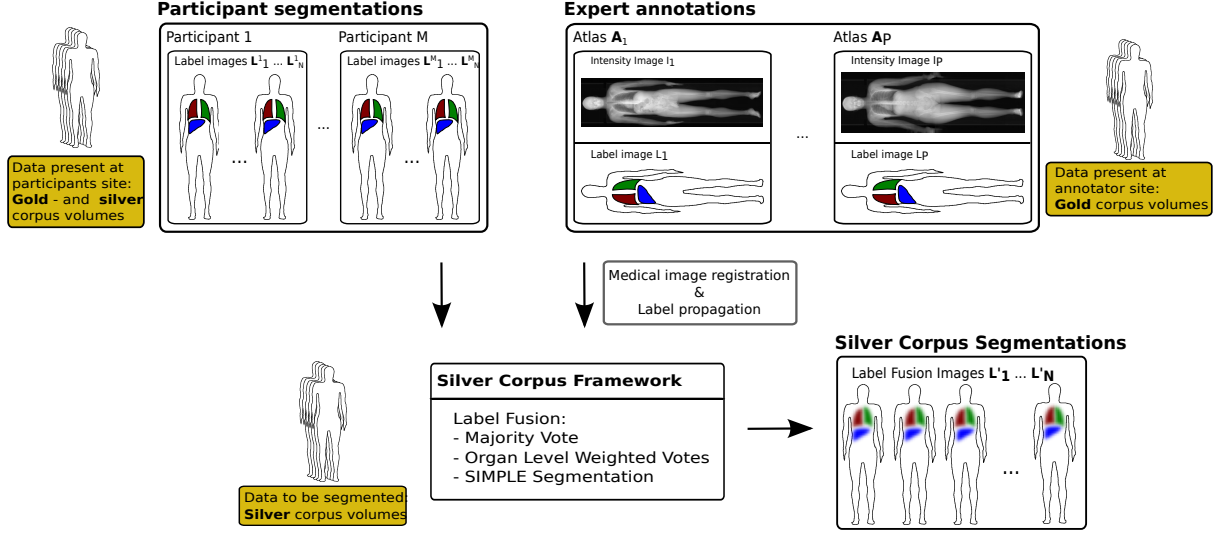 Participant segmentations
Participant 1
Label images L¹1 ... L¹N
...
...
Participant M
Label images Lᴹ1 ... LᴹN
...
Data present at
participants site:
Gold - and silver
corpus volumes
Expert annotations
Atlas A1
Intensity Image I1
Label image L1
...
Atlas AP
Intensity Image IP
Label image LP
Data present at
annotator site:
Gold corpus volumes
Medical image registration
&
Label propagation
Data to be segmented:
Silver corpus volumes
Silver Corpus Framework
Label Fusion:
- Majority Vote
- Organ Level Weighted Votes
- SIMPLE Segmentation
Silver Corpus Segmentations
Label Fusion Images L'1 ... L'N
...